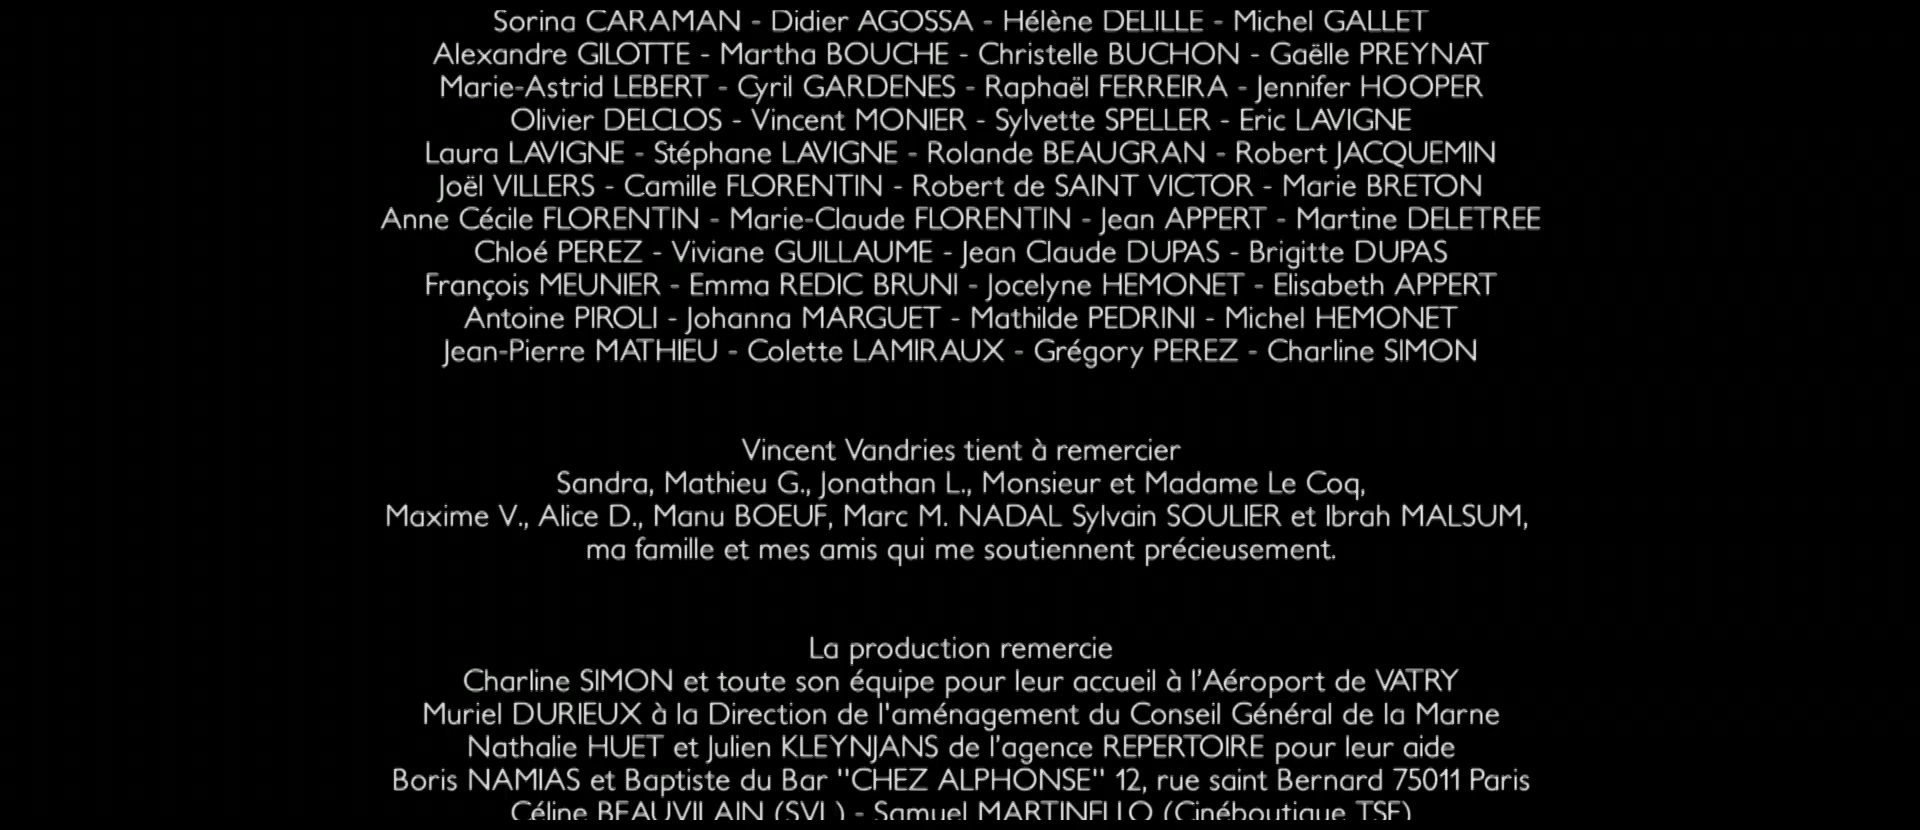 Sorina CARAMAN - Didier AGOSSA - Hélène DELILLE - Michel GALLET
Alexandre GILOTTE - Martha BOUCHE - Christelle BUCHON - Gaëlle PREYNAT
Marie-Astrid LEBERT - Cyril GARDENES - Raphaël FERREIRA - Jennifer HOOPER
Olivier DELCLOS - Vincent MONIER - Sylvette SPELLER - Eric LAVIGNE
Laura LAVIGNE - Stéphane LAVIGNE - Rolande BEAUGRAN - Robert JACQUEMIN
Joël VILLERS - Camille FLORENTIN - Robert de SAINT VICTOR - Marie BRETON
Anne Cécile FLORENTIN - Marie-Claude FLORENTIN - Jean APPERT - Martine DELETREE
Chloé PEREZ - Viviane GUILLAUME - Jean Claude DUPAS - Brigitte DUPAS
François MEUNIER - Emma REDIC BRUNI - Jocelyne HEMONET - Elisabeth APPERT
Antoine PIROLI - Johanna MARGUET - Mathilde PEDRINI - Michel HEMONET
Jean-Pierre MATHIEU - Colette LAMIRAUX - Grégory PEREZ - Charline SIMON
Vincent Vandries tient à remercier
Sandra, Mathieu G., Jonathan L., Monsieur et Madame Le Coq,
Maxime V., Alice D., Manu BOEUF, Marc M. NADAL Sylvain SOULIER et Ibrah MALSUM,
ma famille et mes amis qui me soutiennent précieusement.
La production remercie
Charline SIMON et toute son équipe pour leur accueil à l'Aéroport de VATRY
Muriel DURIEUX à la Direction de l'aménagement du Conseil Général de la Marne
Nathalie HUET et Julien KLEYNJANS de l'agence REPERTOIRE pour leur aide
Boris NAMIAS et Baptiste du Bar "CHEZ ALPHONSE" 12, rue saint Bernard 75011 Paris
Céline BEAUVILAIN (SVL) - Samuel MARTINELLO (Cinéboutique TSF)